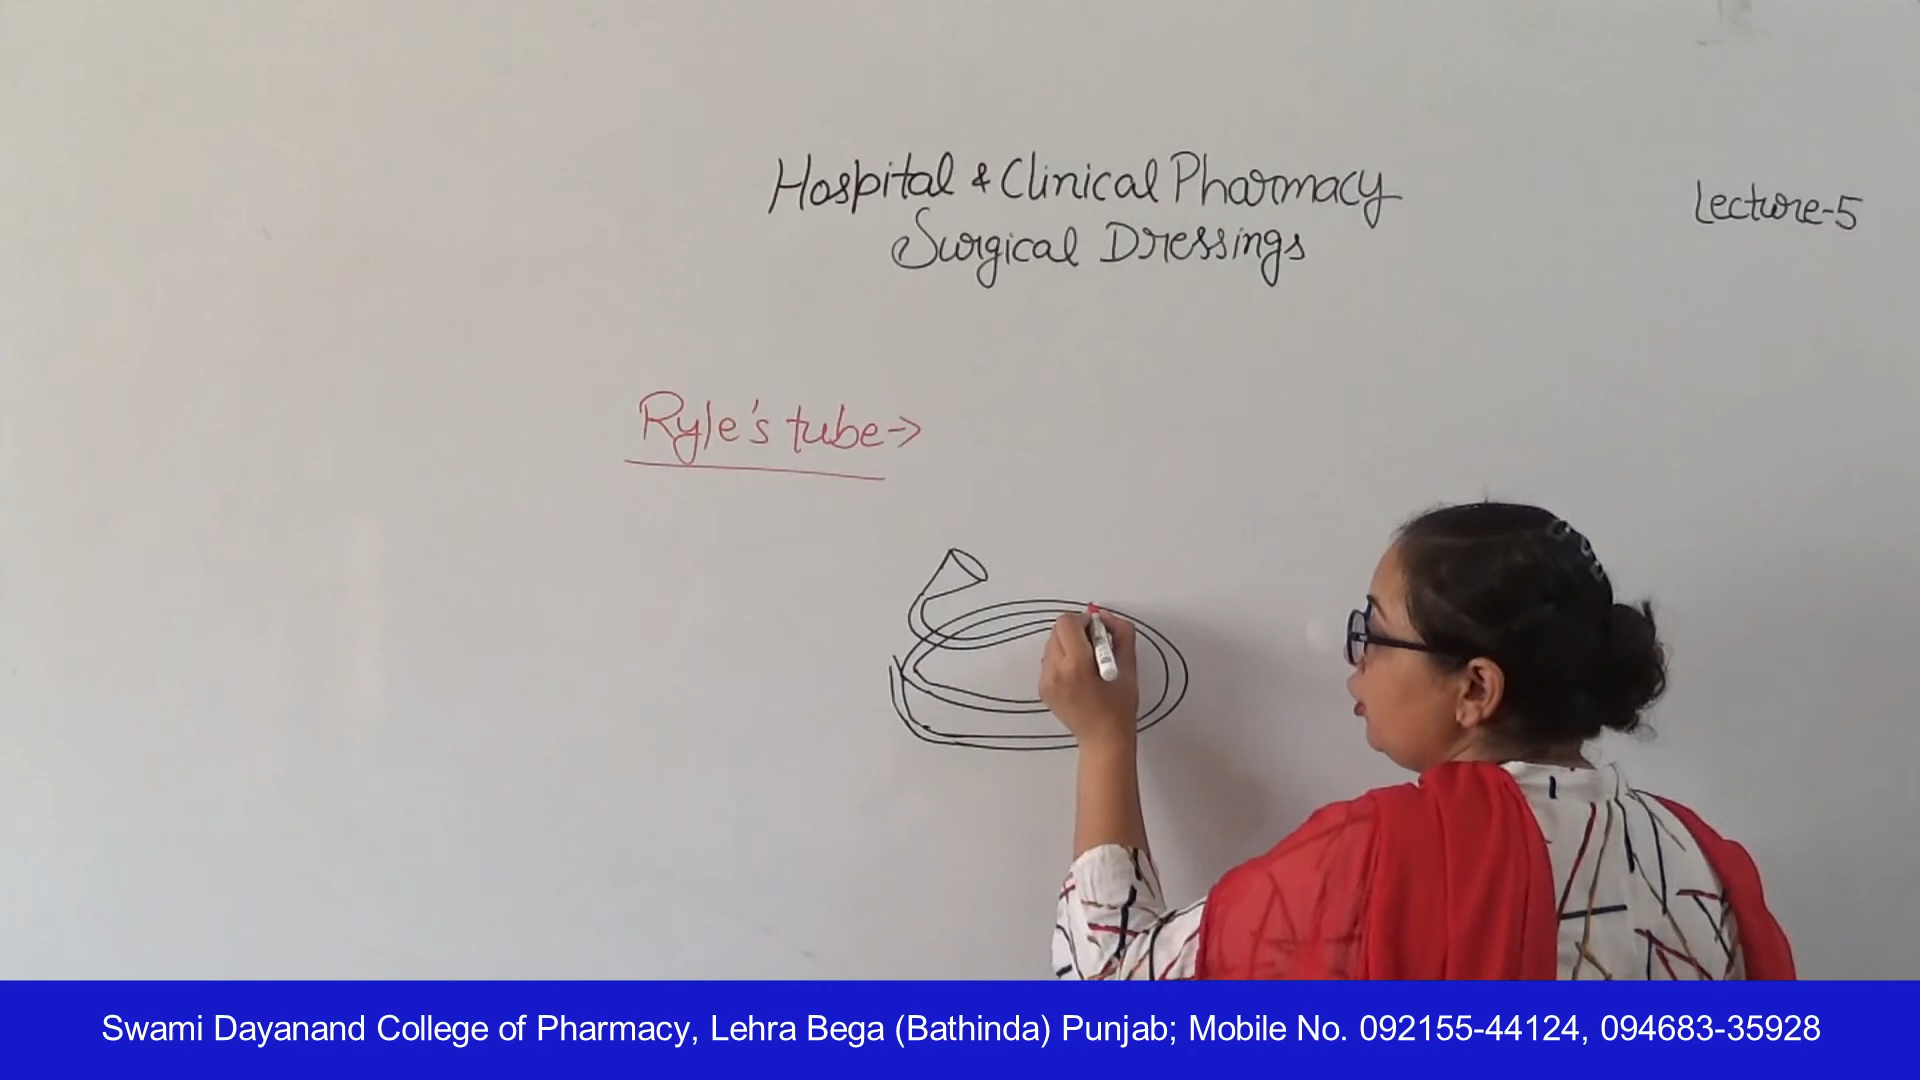 Hospital & Clinical Pharmacy
Lecture-5
Surgical Dressings
Ryle's tube->
Swami Dayanand College of Pharmacy, Lehra Bega (Bathinda) Punjab; Mobile No. 092155-44124, 094683-35928